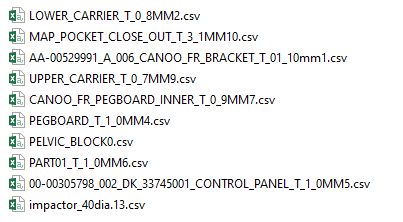 LOWER_CARRIER_T_0_8MM2.csv
MAP_POCKET_CLOSE_OUT_T_3_1MM10.csv
AA-00529991_A_006_CANOO_FR_BRACKET_T_01_10mm1.csv
UPPER_CARRIER_T_0_7MM9.csv
CANOO_FR_PEGBOARD_INNER_T_0_9MM7.csv
PEGBOARD_T_1_0MM4.csv
PELVIC_BLOCK0.csv
PART01_T_1_0MM6.csv
00-00305798_002_DK_33745001_CONTROL_PANEL_T_1_0MM5.csv
impactor_40dia.13.csv